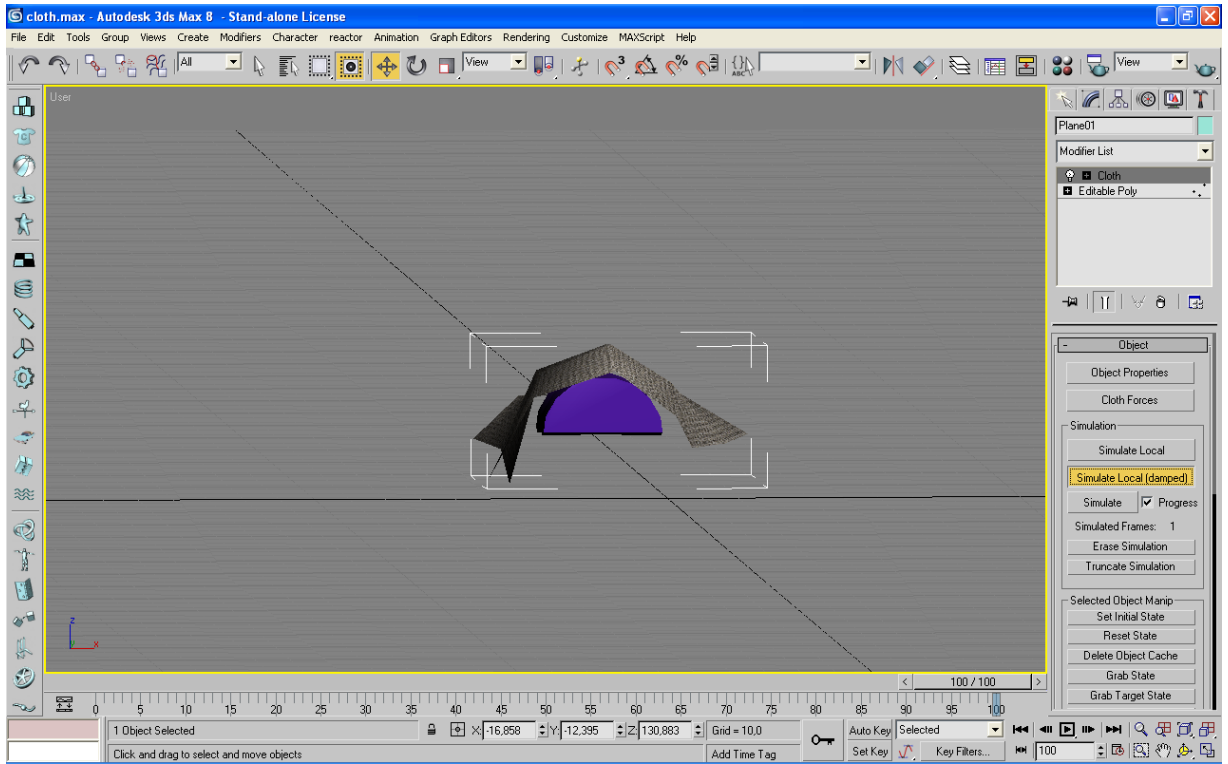 cloth.max - Autodesk 3ds Max 8 - Stand-alone License
File Edit Tools Group Views Create Modifiers Character reactor Animation Graph Editors Rendering Customize MAXScript Help
All View View
User
Plane01
Modifier List
Cloth
Editable Poly
- Object
Object Properties
Cloth Forces
Simulation
Simulate Local
Simulate Local (damped)
Simulate Progress
Simulated Frames: 1
Erase Simulation
Truncate Simulation
Selected Object Manip
Set Initial State
Reset State
Delete Object Cache
Grab State
Grab Target State
z
x
< 100 / 100 >
0 5 10 15 20 25 30 35 40 45 50 55 60 65 70 75 80 85 90 95 100
1 Object Selected X: -16,858 Y: -12,395 Z: 130,883 Grid = 10,0 Auto Key Selected
Click and drag to select and move objects Add Time Tag Set Key Key Filters... 100